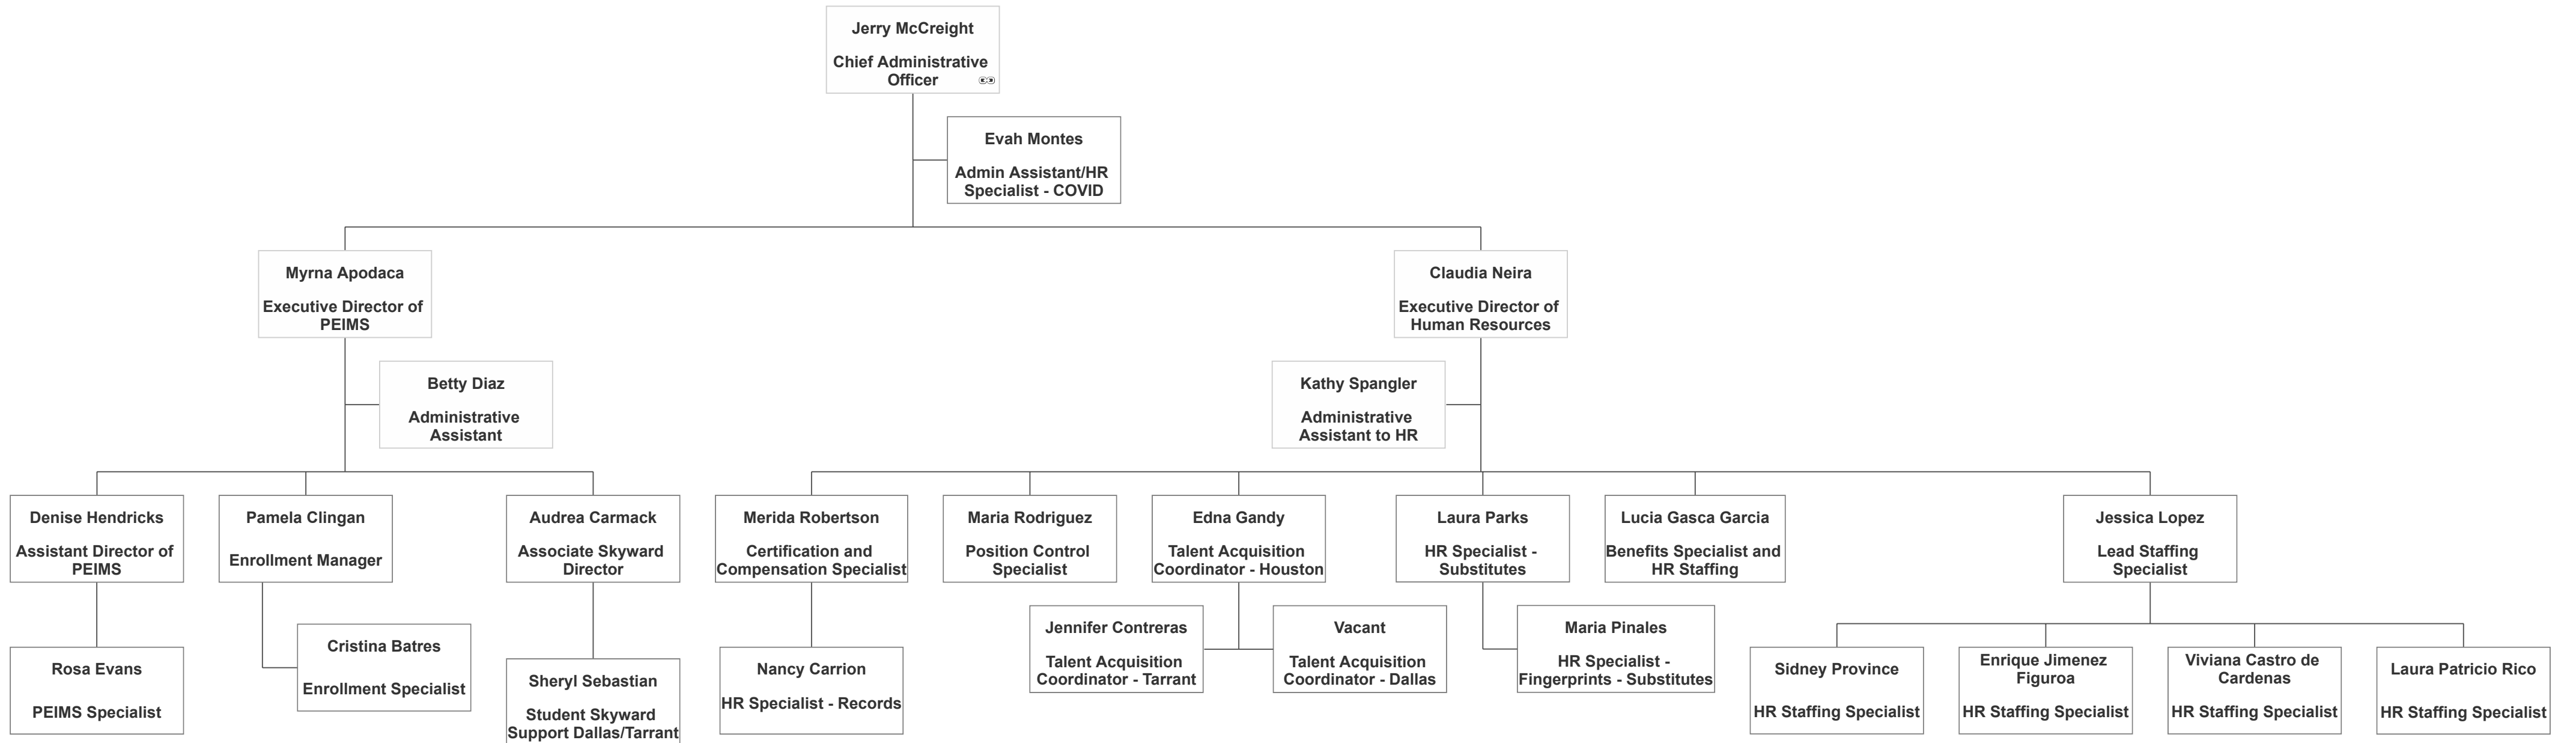 Jerry McCreight
Chief Administrative
Officer
Evah Montes
Admin Assistant/HR
Specialist - COVID
Myrna Apodaca
Executive Director of
PEIMS
Claudia Neira
Executive Director of
Human Resources
Betty Diaz
Administrative
Assistant
Kathy Spangler
Administrative
Assistant to HR
Denise Hendricks
Assistant Director of
PEIMS
Pamela Clingan
Enrollment Manager
Audrea Carmack
Associate Skyward
Director
Merida Robertson
Certification and
Compensation Specialist
Maria Rodriguez
Position Control
Specialist
Edna Gandy
Talent Acquisition
Coordinator - Houston
Laura Parks
HR Specialist -
Substitutes
Lucia Gasca Garcia
Benefits Specialist and
HR Staffing
Jessica Lopez
Lead Staffing
Specialist
Rosa Evans
PEIMS Specialist
Cristina Batres
Enrollment Specialist
Sheryl Sebastian
Student Skyward
Support Dallas/Tarrant
Nancy Carrion
HR Specialist - Records
Jennifer Contreras
Talent Acquisition
Coordinator - Tarrant
Vacant
Talent Acquisition
Coordinator - Dallas
Maria Pinales
HR Specialist -
Fingerprints - Substitutes
Sidney Province
HR Staffing Specialist
Enrique Jimenez
Figuroa
HR Staffing Specialist
Viviana Castro de
Cardenas
HR Staffing Specialist
Laura Patricio Rico
HR Staffing Specialist